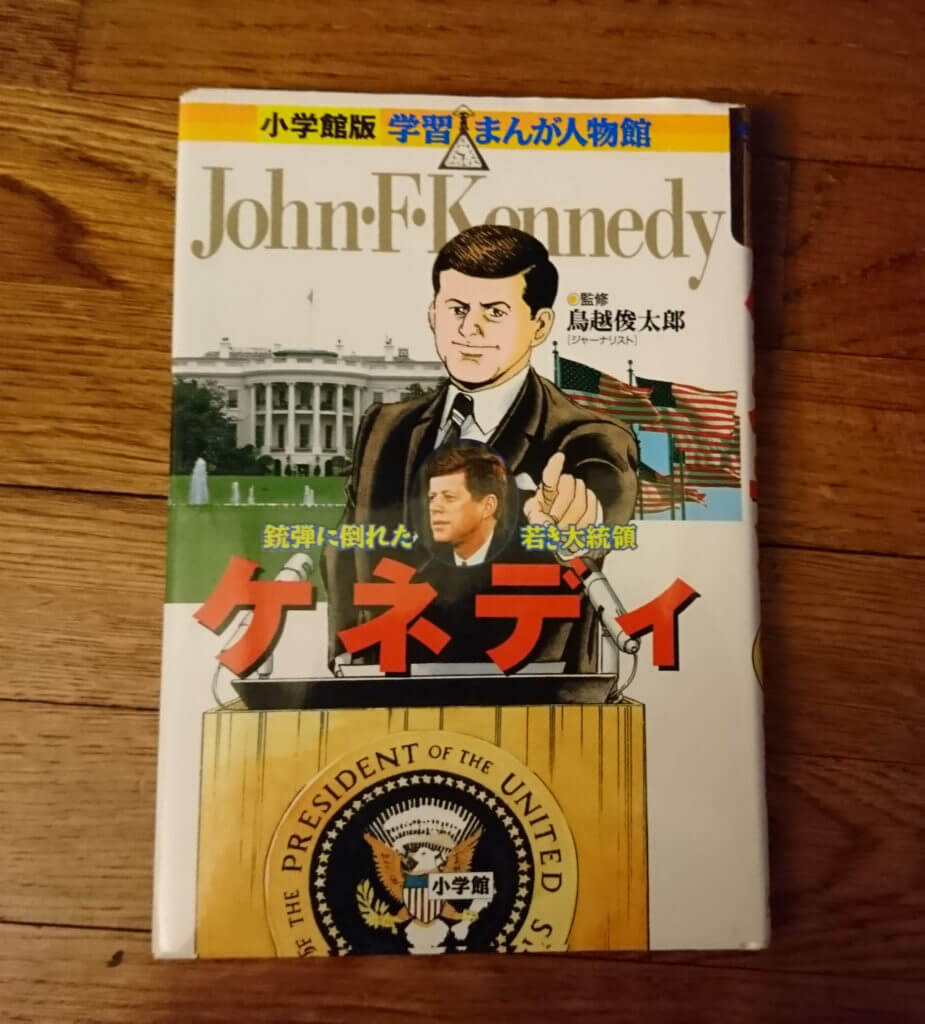 小学館版 学習まんが人物館
John・F・Kennedy
●監修
鳥越俊太郎
[ジャーナリスト]
銃弾に倒れた 若き大統領
ケネディ
PRESIDENT OF THE UNITED
OF THE
小学館